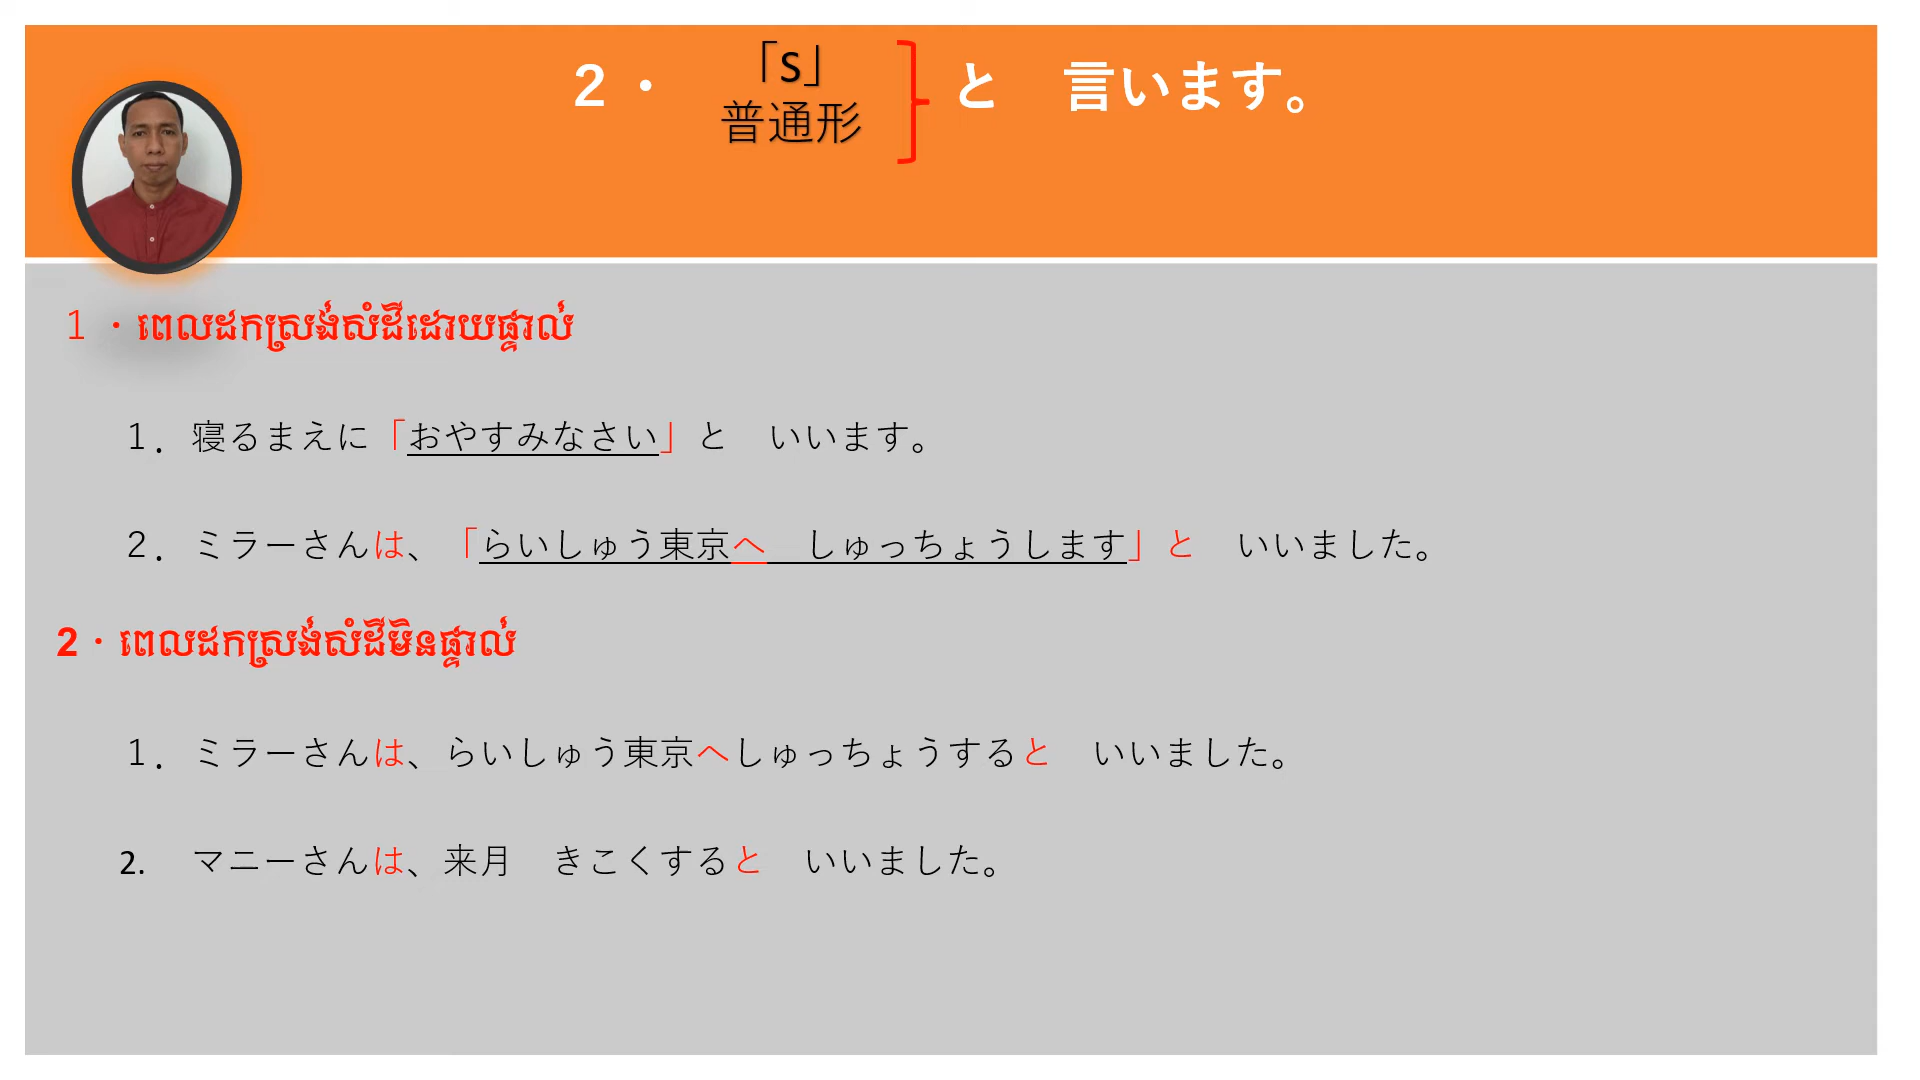 2・「s」と　言います。
普通形
1・ពេលដកស្រង់សំដីដោយផ្ទាល់
1．寝るまえに「おやすみなさい」と　いいます。
2．ミラーさんは、「らいしゅう東京へ　しゅっちょうします」と　いいました。
2・ពេលដកស្រង់សំដីមិនផ្ទាល់
1．ミラーさんは、らいしゅう東京へしゅっちょうすると　いいました。
2.　マニーさんは、来月　きこくすると　いいました。